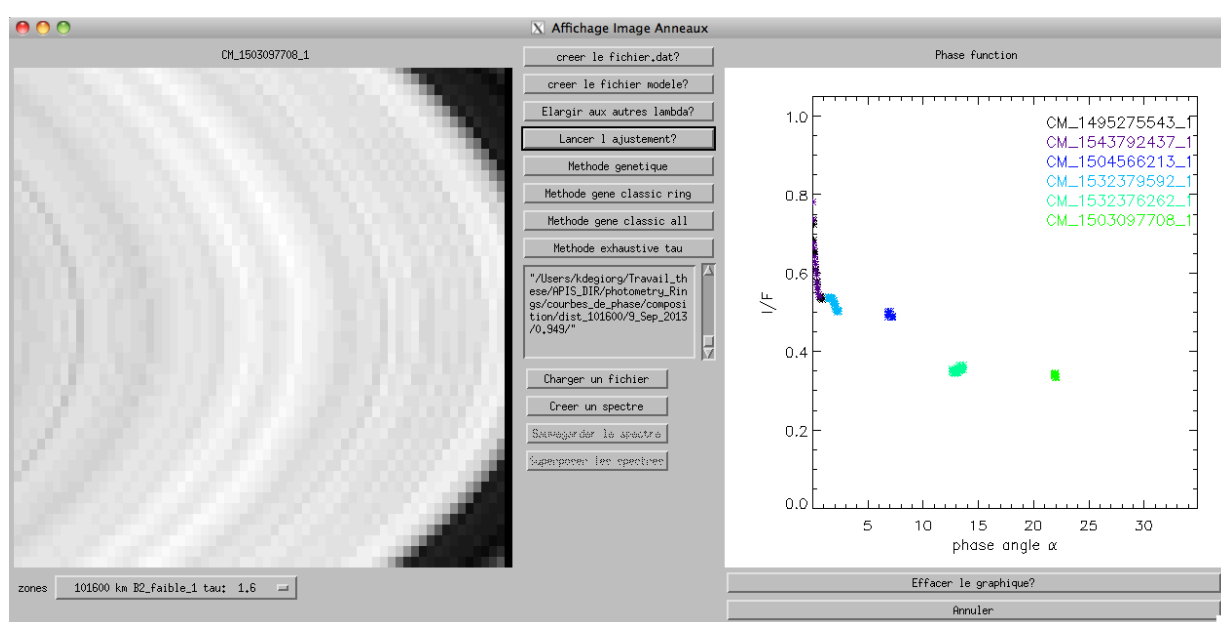 Affichage Image Anneaux
CM_1503097708_1
creer le fichier.dat?
creer le fichier modele?
Elargir aux autres lambda?
Lancer l ajustement?
Methode genetique
Methode gene classic ring
Methode gene classic all
Methode exhaustive tau
"/Users/kdegiorg/Travail_th
ese/APIS_DIR/photometry_Rin
gs/courbes_de_phase/composi
tion/dist_101600/9_Sep_2013
/0.949/"
Charger un fichier
Creer un spectre
Sauvegarder le spectre
Superposer les spectres
zones 101600 km B2_faible_1 tau: 1.6
Phase function
CM_1495275543_1
CM_1543792437_1
CM_1504566213_1
CM_1532379592_1
CM_1532376262_1
CM_1503097708_1
1.0
0.8
0.6
0.4
0.2
0.0
I/F
5 10 15 20 25 30
phase angle α
Effacer le graphique?
Annuler